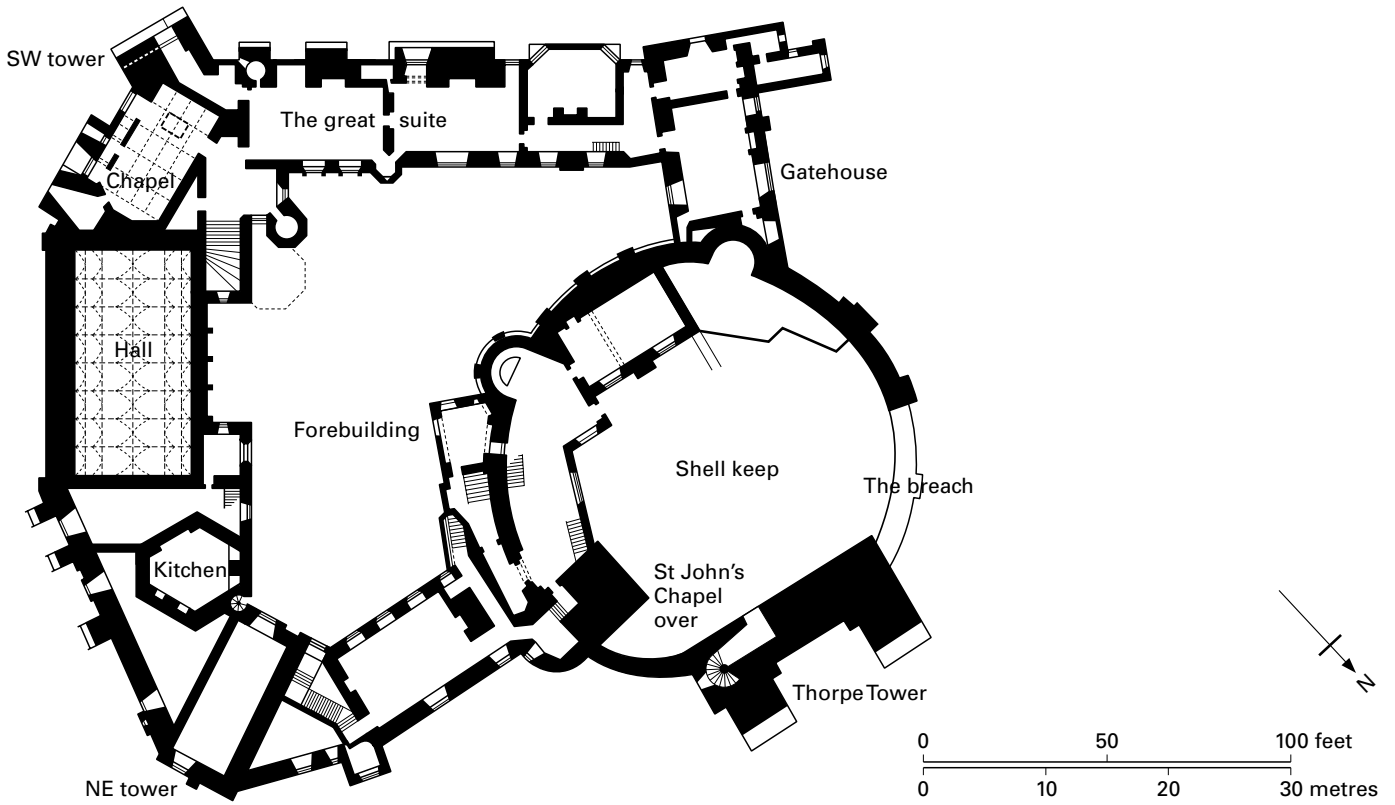 SW tower
The great suite
Chapel
Gatehouse
Hall
Forebuilding
Shell keep
The breach
Kitchen
St John's
Chapel
over
Thorpe Tower
NE tower
N
0 50 100 feet
0 10 20 30 metres